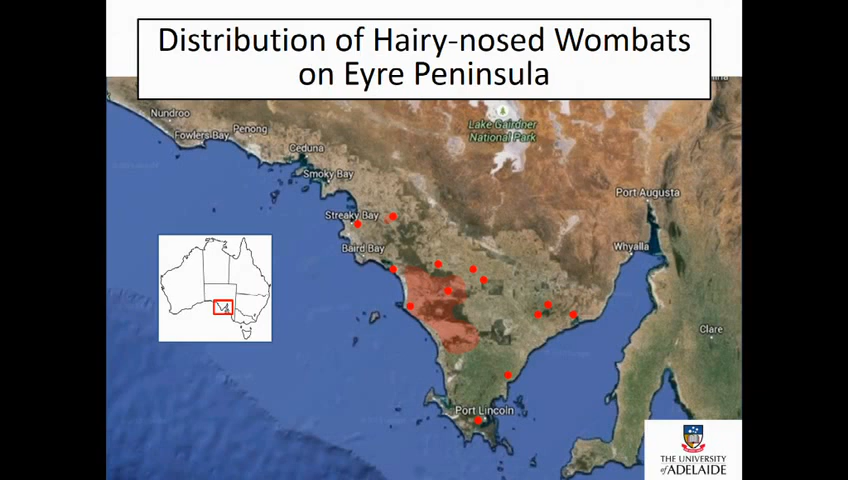 Distribution of Hairy-nosed Wombats
on Eyre Peninsula
Lake Gairdner
National Park
Nundroo
Penong
Fowlers Bay
Ceduna
Smoky Bay
Port Augusta
Streaky Bay
Baird Bay
Whyalla
Clare
Port Lincoln
THE UNIVERSITY
of ADELAIDE